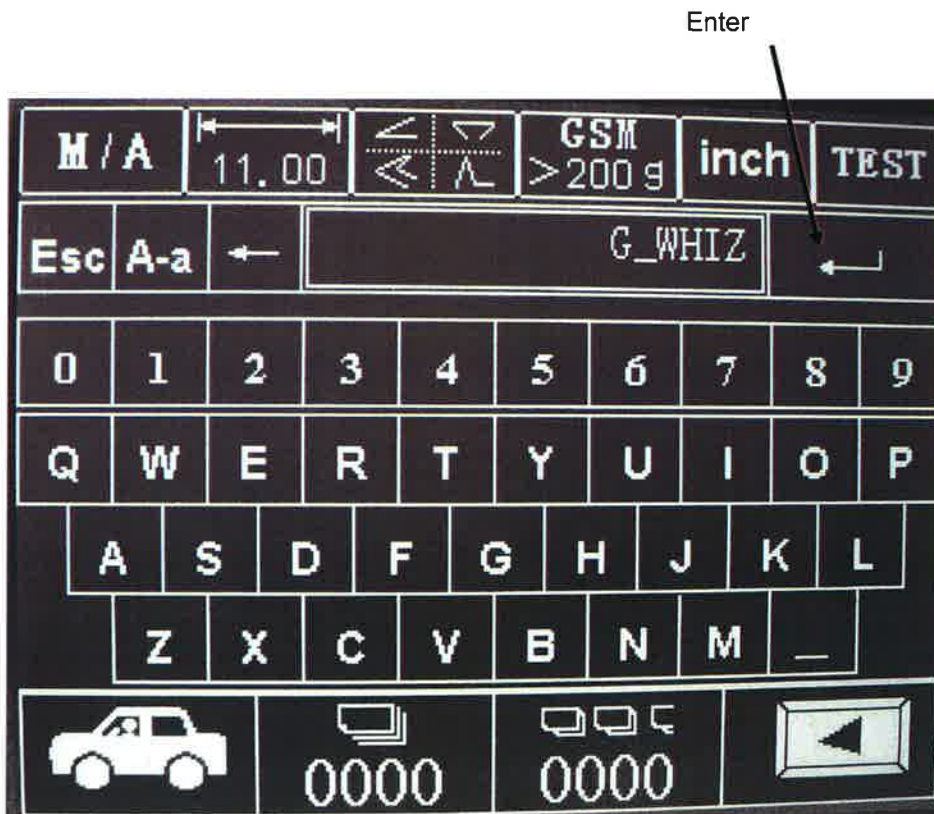 Enter
M/A 11.00 GSM >200g inch TEST
Esc A-a G_WHIZ
0 1 2 3 4 5 6 7 8 9
Q W E R T Y U I O P
A S D F G H J K L
Z X C V B N M _
0000 0000